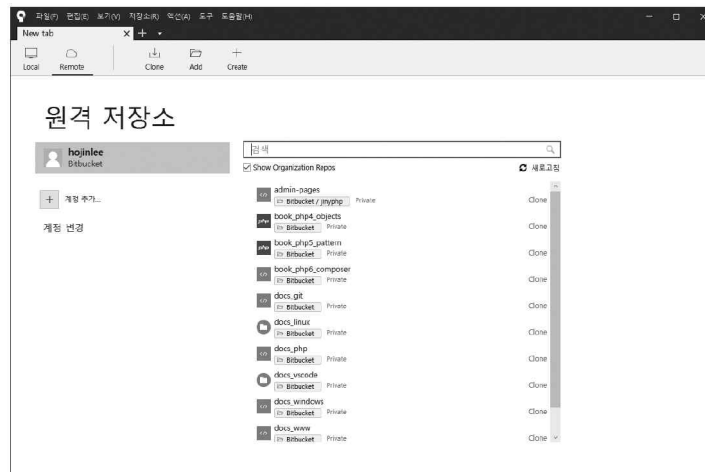 파일(F) 편집(E) 보기(V) 저장소(R) 액션(A) 도구 도움말(H)
New tab
Local Remote Clone Add Create
원격 저장소
hojinlee
Bitbucket
계정 추가...
계정 변경
검색
Show Organization Repos 새로고침
admin-pages
Bitbucket / jinyphp Private Clone
book_php4_objects
Bitbucket Private Clone
book_php5_pattern
Bitbucket Private Clone
book_php6_composer
Bitbucket Private Clone
docs_git
Bitbucket Private Clone
docs_linux
Bitbucket Private Clone
docs_php
Bitbucket Private Clone
docs_vscode
Bitbucket Private Clone
docs_windows
Bitbucket Private Clone
docs_www
Bitbucket Private Clone